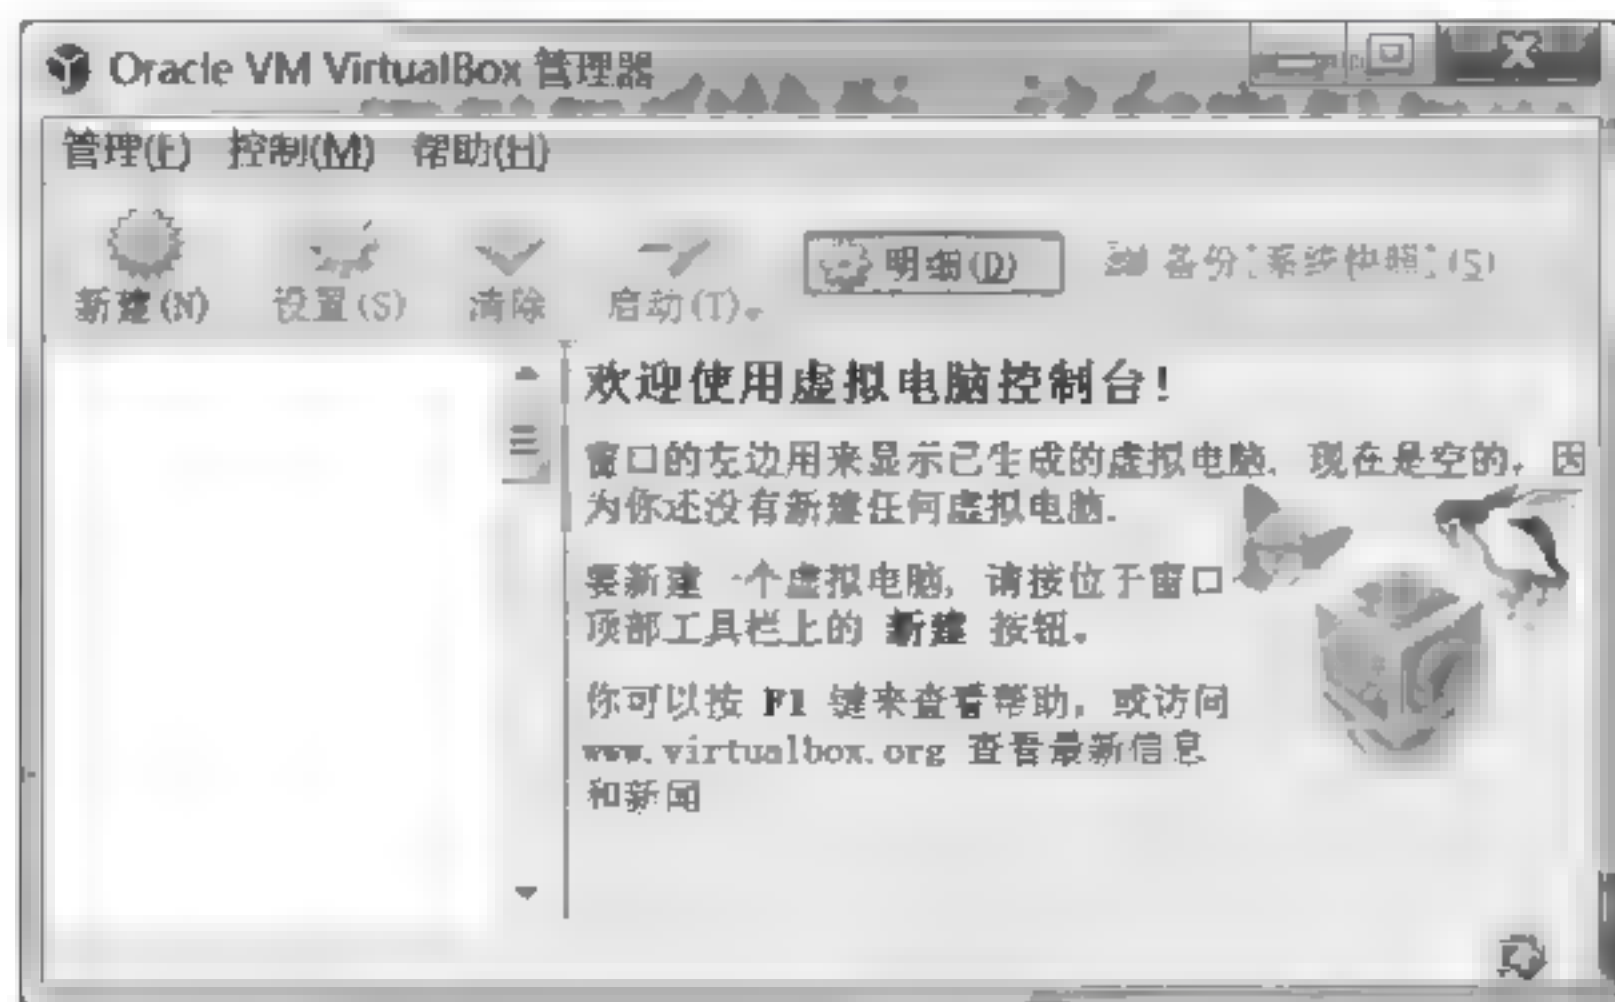 Oracle VM VirtualBox 管理器
管理(F) 控制(M) 帮助(H)
明细(D) 备份[系统快照](S)
新建(N) 设置(S) 清除 启动(T)
欢迎使用虚拟电脑控制台!
窗口的左边用来显示已生成的虚拟电脑, 现在是空的, 因
为你还没有新建任何虚拟电脑.
要新建一个虚拟电脑, 请按位于窗口
顶部工具栏上的 新建 按钮。
你可以按 F1 键来查看帮助, 或访问
www.virtualbox.org 查看最新信息
和新闻